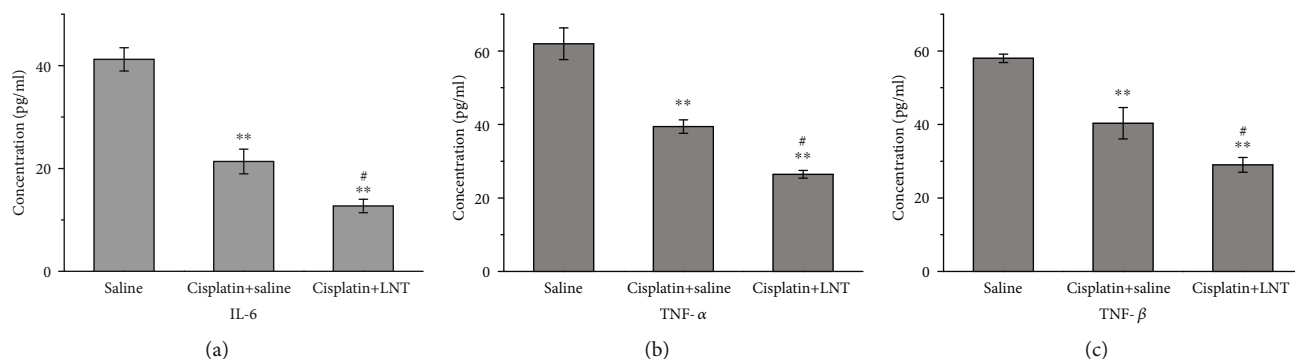 Concentration (pg/ml)
40
20
0
**
#
**
Saline
Cisplatin+saline
Cisplatin+LNT
IL-6
(a)
Concentration (pg/ml)
60
40
20
0
**
#
**
Saline
Cisplatin+saline
Cisplatin+LNT
TNF-α
(b)
Concentration (pg/ml)
60
40
20
0
**
#
**
Saline
Cisplatin+saline
Cisplatin+LNT
TNF-β
(c)